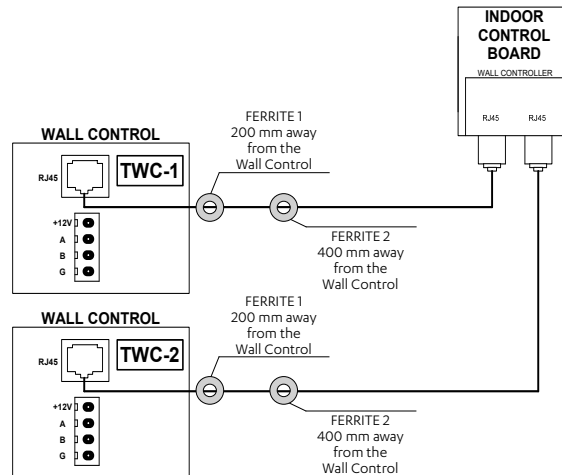 INDOOR
CONTROL
BOARD
WALL CONTROLLER
RJ45 RJ45
FERRITE 1
200 mm away
from the
Wall Control
WALL CONTROL
RJ45
TWC-1
+12V
A
B
G
FERRITE 2
400 mm away
from the
Wall Control
FERRITE 1
200 mm away
from the
Wall Control
WALL CONTROL
RJ45
TWC-2
+12V
A
B
G
FERRITE 2
400 mm away
from the
Wall Control